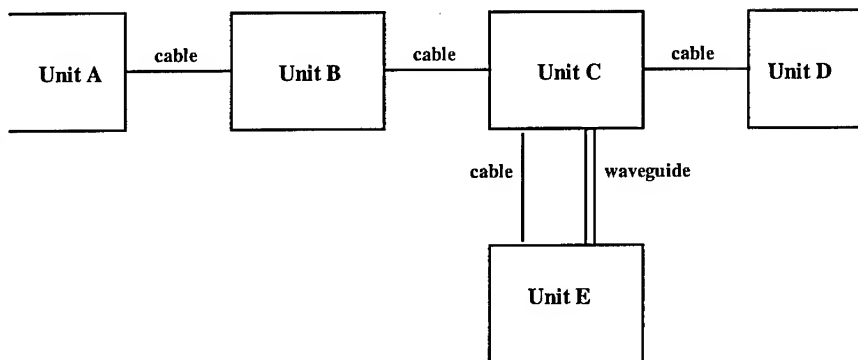 cable
cable
cable
Unit A
Unit B
Unit C
Unit D
cable
waveguide
Unit E